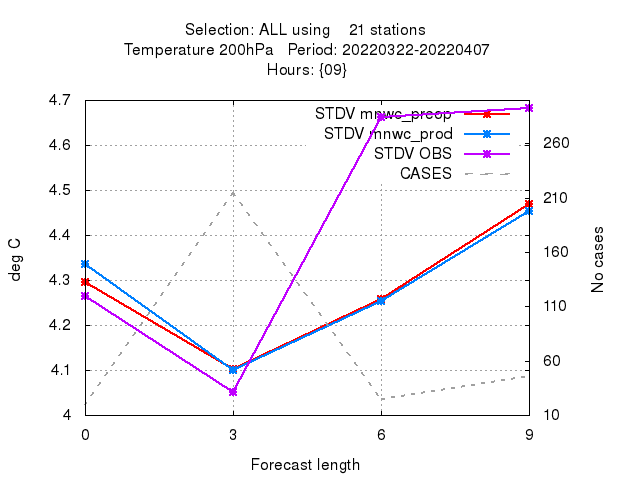 Selection: ALL using    21 stations
Temperature 200hPa   Period: 20220322-20220407
Hours: {09}
STDV mnwc_preop
STDV mnwc_prod
STDV OBS
CASES
4.7
4.6
4.5
4.4
4.3
4.2
4.1
4
deg C
260
210
160
110
60
10
No cases
0 3 6 9
Forecast length